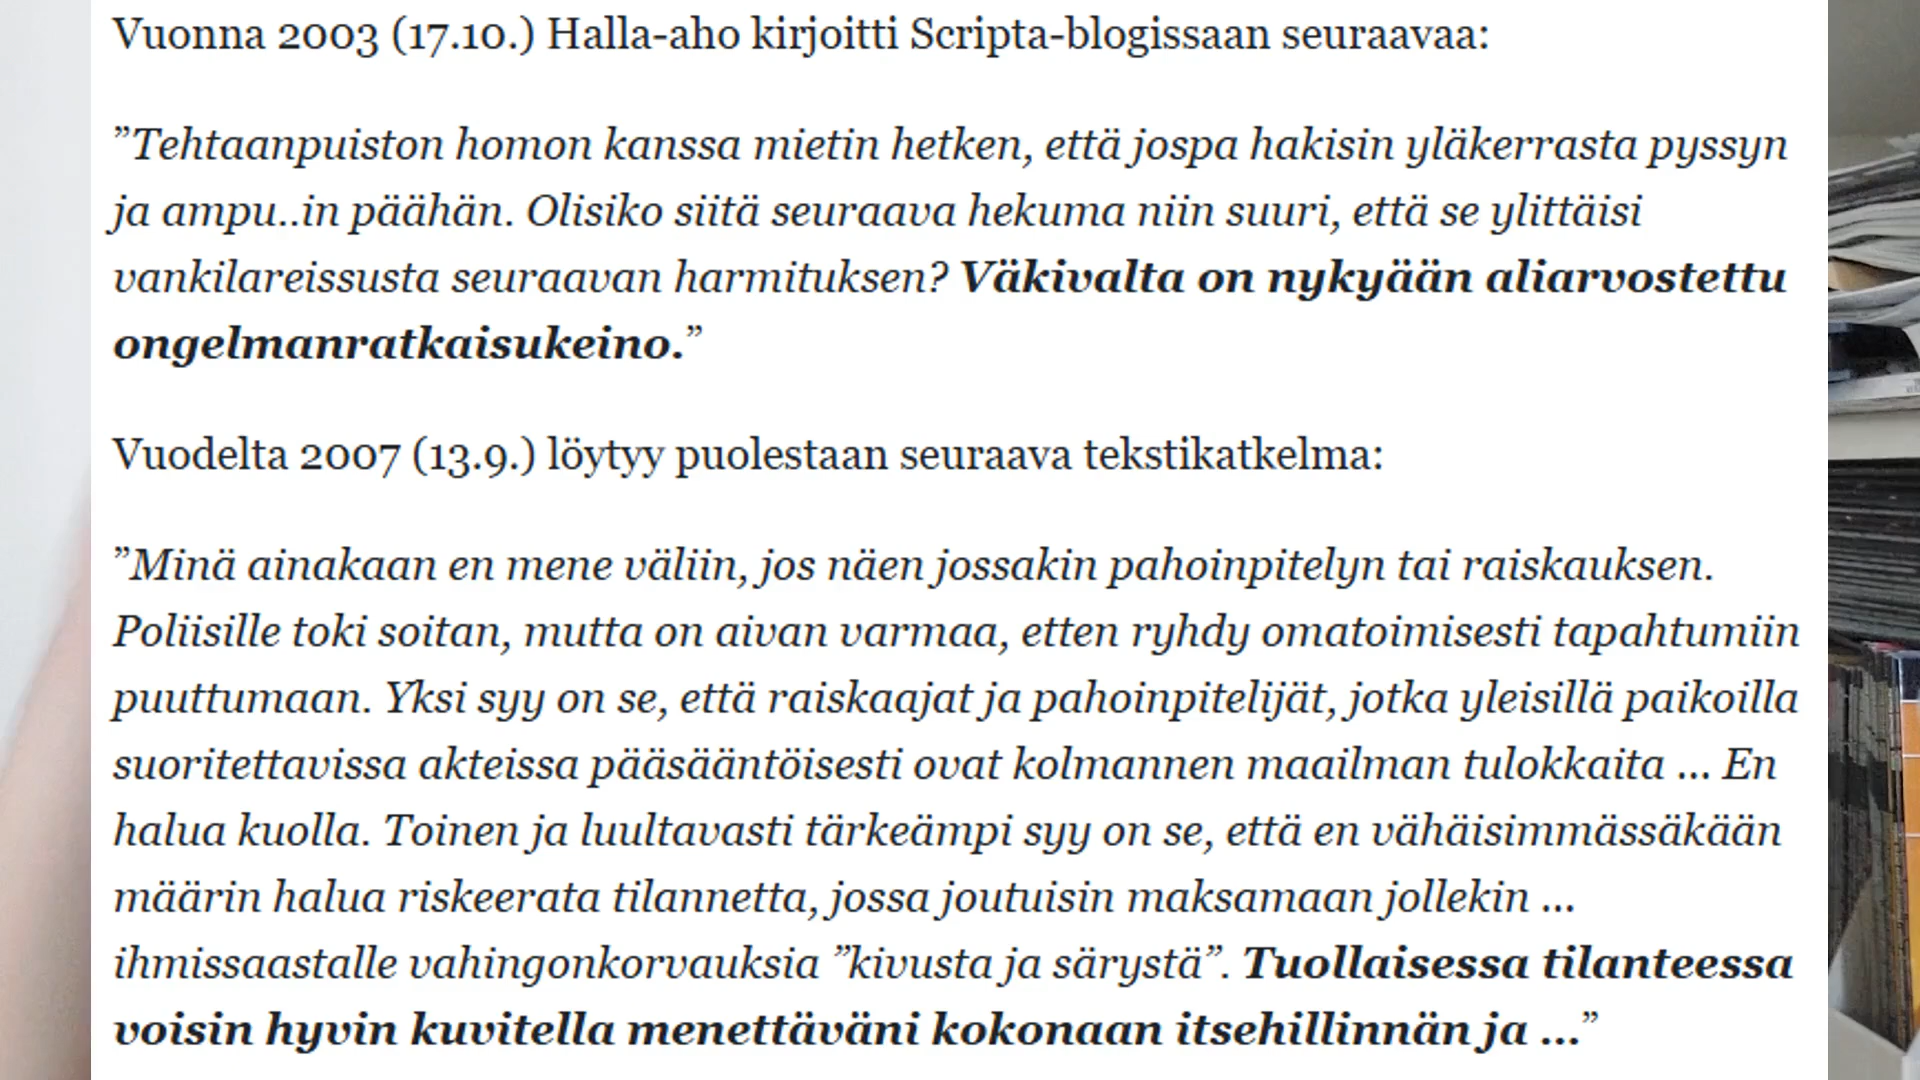 Vuonna 2003 (17.10.) Halla-aho kirjoitti Scripta-blogissaan seuraavaa:
”Tehtaanpuiston homon kanssa mietin hetken, että jospa hakisin yläkerrasta pyssyn
ja ampu..in päähän. Olisiko siitä seuraava hekuma niin suuri, että se ylittäisi
vankilareissusta seuraavan harmituksen? Väkivalta on nykyään aliarvostettu
ongelmanratkaisukeino.”
Vuodelta 2007 (13.9.) löytyy puolestaan seuraava tekstikatkelma:
”Minä ainakaan en mene väliin, jos näen jossakin pahoinpitelyn tai raiskauksen.
Poliisille toki soitan, mutta on aivan varmaa, etten ryhdy omatoimisesti tapahtumiin
puuttumaan. Yksi syy on se, että raiskaajat ja pahoinpitelijät, jotka yleisillä paikoilla
suoritettavissa akteissa pääsääntöisesti ovat kolmannen maailman tulokkaita ... En
halua kuolla. Toinen ja luultavasti tärkeämpi syy on se, että en vähäisimmässäkään
määrin halua riskeerata tilannetta, jossa joutuisin maksamaan jollekin ...
ihmissaastalle vahingonkorvauksia ”kivusta ja särystä”. Tuollaisessa tilanteessa
voisin hyvin kuvitella menettäväni kokonaan itsehillinnän ja ...”